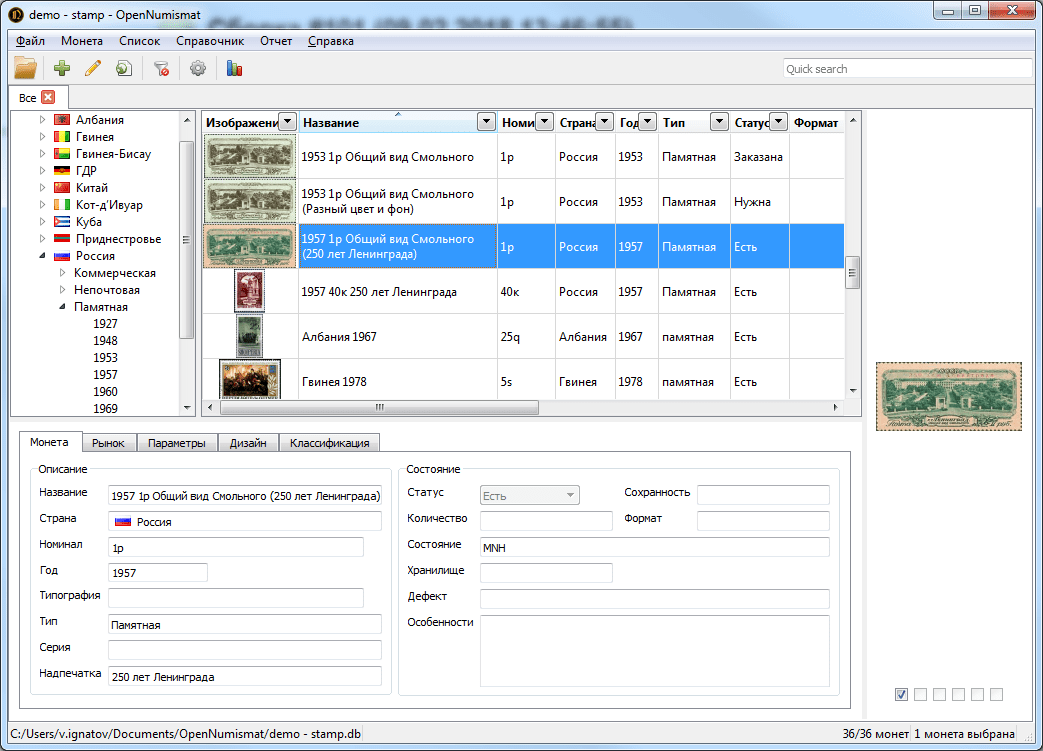 demo - stamp - OpenNumismat
Файл Монета Список Справочник Отчет Справка
Quick search
Все
Албания
Гвинея
Гвинея-Бисау
ГДР
Китай
Кот-д'Ивуар
Куба
Приднестровье
Россия
Коммерческая
Непочтовая
Памятная
1927
1948
1953
1957
1960
1969
Изображени Название Номи Страна Год Тип Статус Формат
1953 1р Общий вид Смольного 1р Россия 1953 Памятная Заказана
1953 1р Общий вид Смольного
(Разный цвет и фон) 1р Россия 1953 Памятная Нужна
1957 1р Общий вид Смольного
(250 лет Ленинграда) 1р Россия 1957 Памятная Есть
1957 40к 250 лет Ленинграда 40к Россия 1957 Памятная Есть
Албания 1967 25q Албания 1967 памятная Есть
Гвинея 1978 5s Гвинея 1978 памятная Есть
Монета Рынок Параметры Дизайн Классификация
Описание
Название 1957 1р Общий вид Смольного (250 лет Ленинграда)
Страна Россия
Номинал 1р
Год 1957
Типография
Тип Памятная
Серия
Надпечатка 250 лет Ленинграда
Состояние
Статус Есть Сохранность
Количество Формат
Состояние MNH
Хранилище
Дефект
Особенности
C:/Users/v.ignatov/Documents/OpenNumismat/demo - stamp.db 36/36 монет 1 монета выбрана